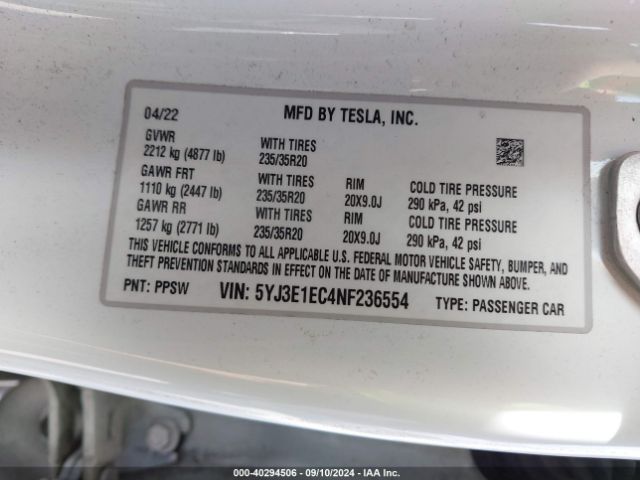 04/22 MFD BY TESLA, INC.
GVWR WITH TIRES
2212 kg (4877 lb) 235/35R20
GAWR FRT WITH TIRES RIM COLD TIRE PRESSURE
1110 kg (2447 lb) 235/35R20 20X9.0J 290 kPa, 42 psi
GAWR RR WITH TIRES RIM COLD TIRE PRESSURE
1257 kg (2771 lb) 235/35R20 20X9.0J 290 kPa, 42 psi
THIS VEHICLE CONFORMS TO ALL APPLICABLE U.S. FEDERAL MOTOR VEHICLE SAFETY, BUMPER, AND
THEFT PREVENTION STANDARDS IN EFFECT ON THE DATE OF MANUFACTURE SHOWN ABOVE.
PNT: PPSW VIN: 5YJ3E1EC4NF236554 TYPE: PASSENGER CAR
000-40294506 - 09/10/2024 - IAA Inc.